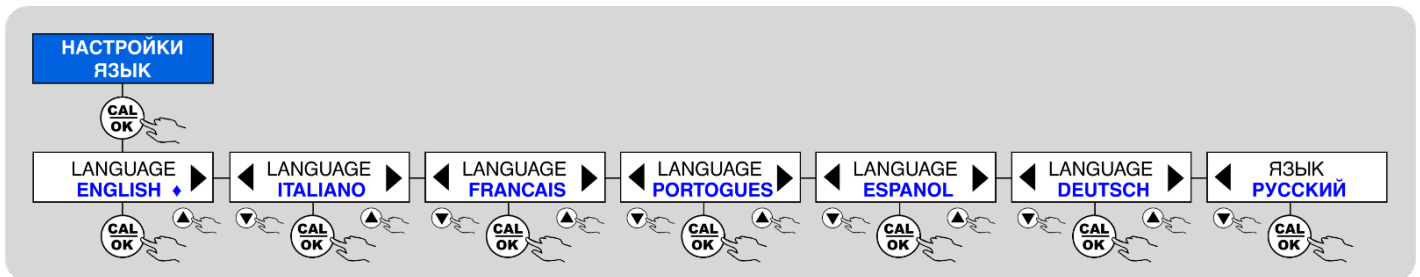 НАСТРОЙКИ
ЯЗЫК
CAL
OK
LANGUAGE
ENGLISH
LANGUAGE
ITALIANO
LANGUAGE
FRANCAIS
LANGUAGE
PORTOGUES
LANGUAGE
ESPANOL
LANGUAGE
DEUTSCH
ЯЗЫК
РУССКИЙ
CAL
OK
CAL
OK
CAL
OK
CAL
OK
CAL
OK
CAL
OK
CAL
OK